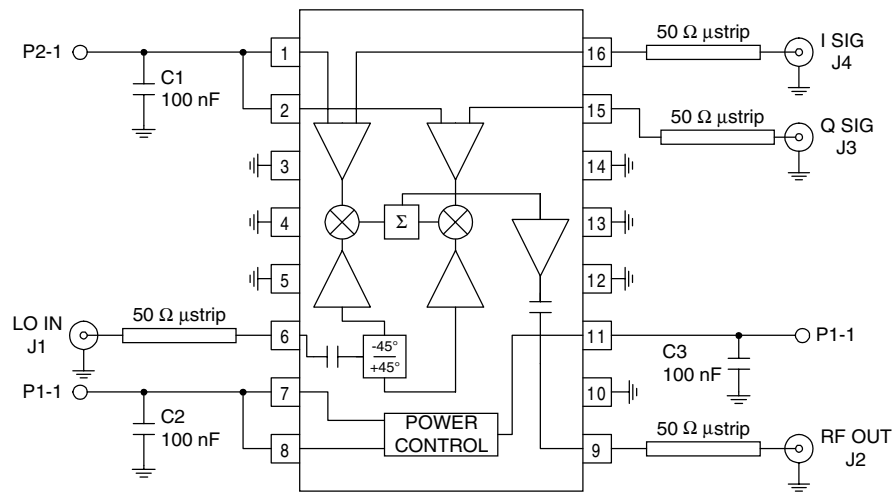 P2-1
C1
100 nF
1
2
3
4
5
6
7
8
16
15
14
13
12
11
10
9
50 Ω μstrip
I SIG
J4
50 Ω μstrip
Q SIG
J3
Σ
LO IN
J1
50 Ω μstrip
-45°
+45°
P1-1
C2
100 nF
POWER
CONTROL
P1-1
C3
100 nF
50 Ω μstrip
RF OUT
J2